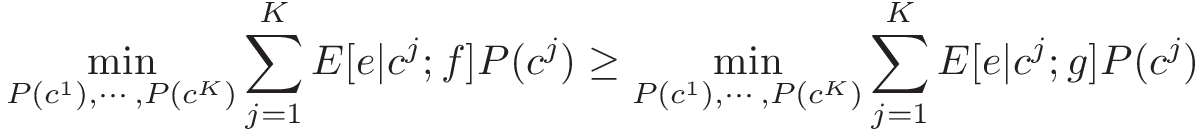 \min_{P(c^1),\cdots,P(c^K)} \sum_{j=1}^{K} E[e|c^j; f]P(c^j) \geq \min_{P(c^1),\cdots,P(c^K)} \sum_{j=1}^{K} E[e|c^j; g]P(c^j)